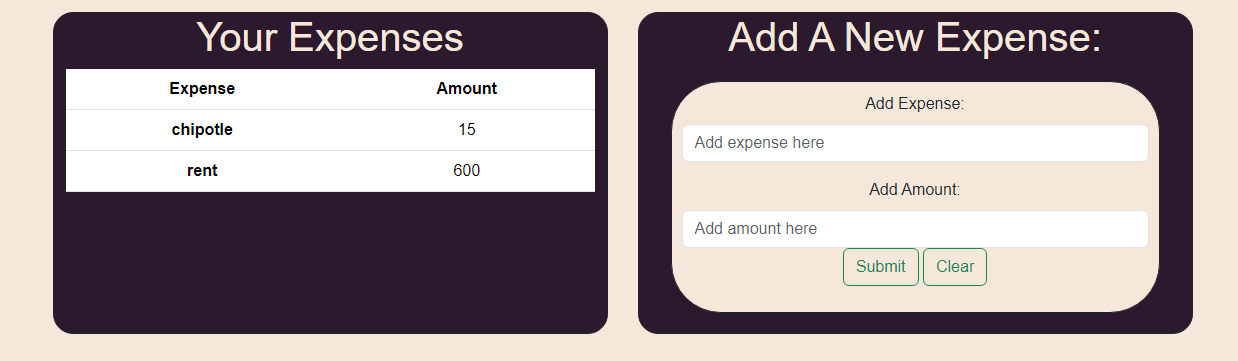 Your Expenses
Expense Amount
chipotle 15
rent 600
Add A New Expense:
Add Expense:
Add expense here
Add Amount:
Add amount here
Submit Clear